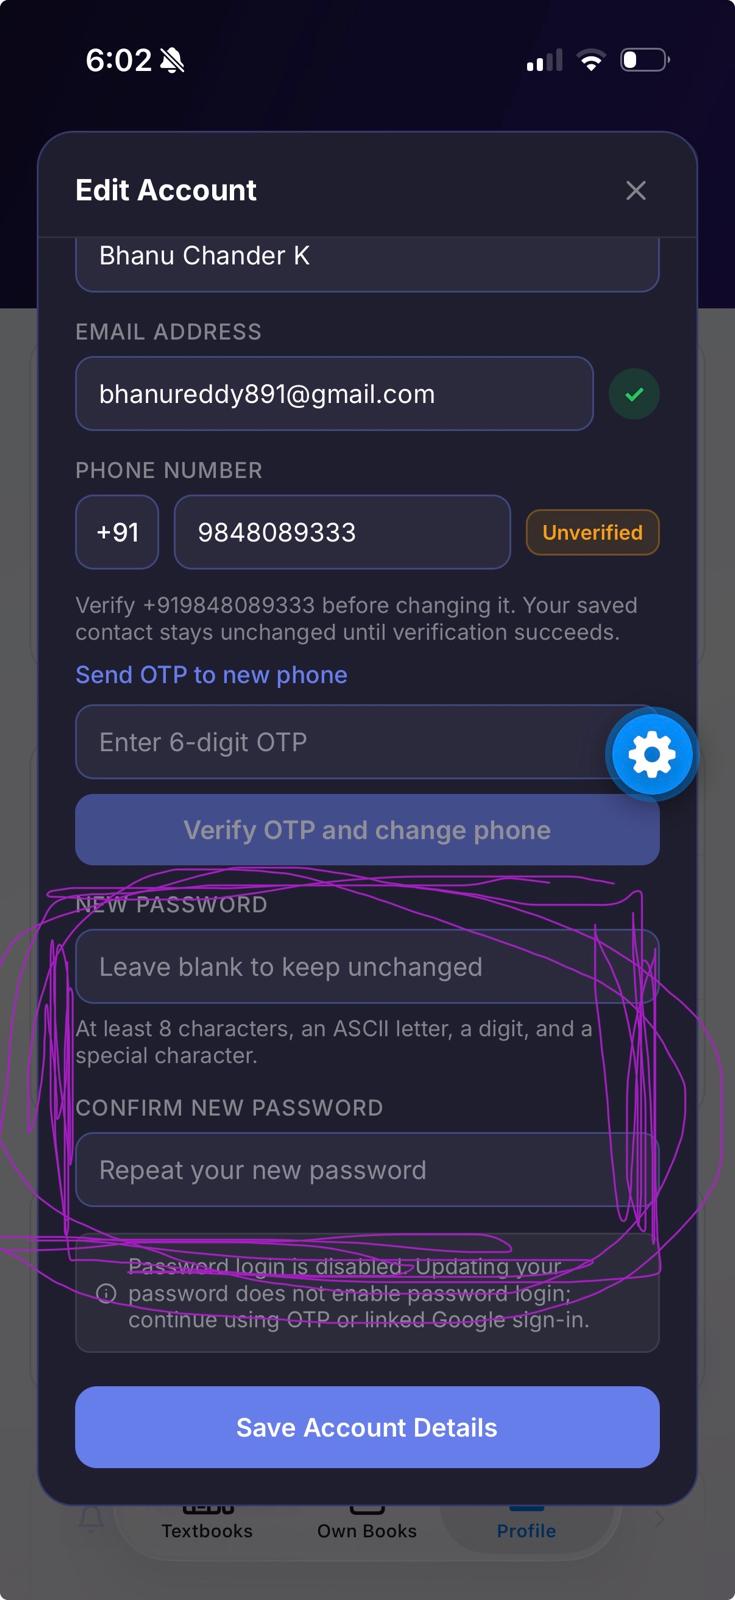 6:02
Edit Account
Bhanu Chander K
EMAIL ADDRESS
bhanureddy891@gmail.com
PHONE NUMBER
+91 9848089333 Unverified
Verify +919848089333 before changing it. Your saved
contact stays unchanged until verification succeeds.
Send OTP to new phone
Enter 6-digit OTP
Verify OTP and change phone
NEW PASSWORD
Leave blank to keep unchanged
At least 8 characters, an ASCII letter, a digit, and a
special character.
CONFIRM NEW PASSWORD
Repeat your new password
Password login is disabled. Updating your
password does not enable password login;
continue using OTP or linked Google sign-in.
Save Account Details
Textbooks Own Books Profile